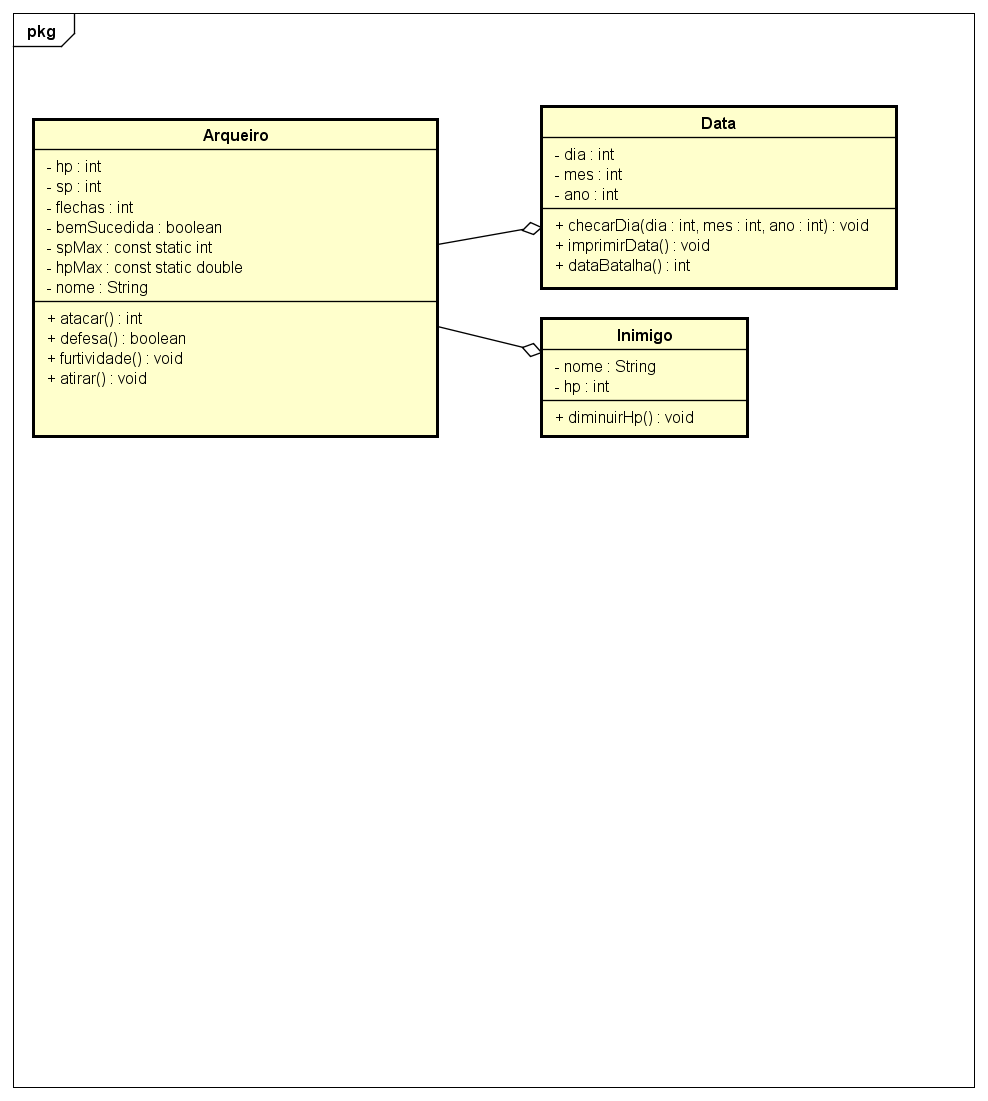 pkg
Arqueiro
- hp : int
- sp : int
- flechas : int
- bemSucedida : boolean
- spMax : const static int
- hpMax : const static double
- nome : String
+ atacar() : int
+ defesa() : boolean
+ furtividade() : void
+ atirar() : void
Data
- dia : int
- mes : int
- ano : int
+ checarDia(dia : int, mes : int, ano : int) : void
+ imprimirData() : void
+ dataBatalha() : int
Inimigo
- nome : String
- hp : int
+ diminuirHp() : void